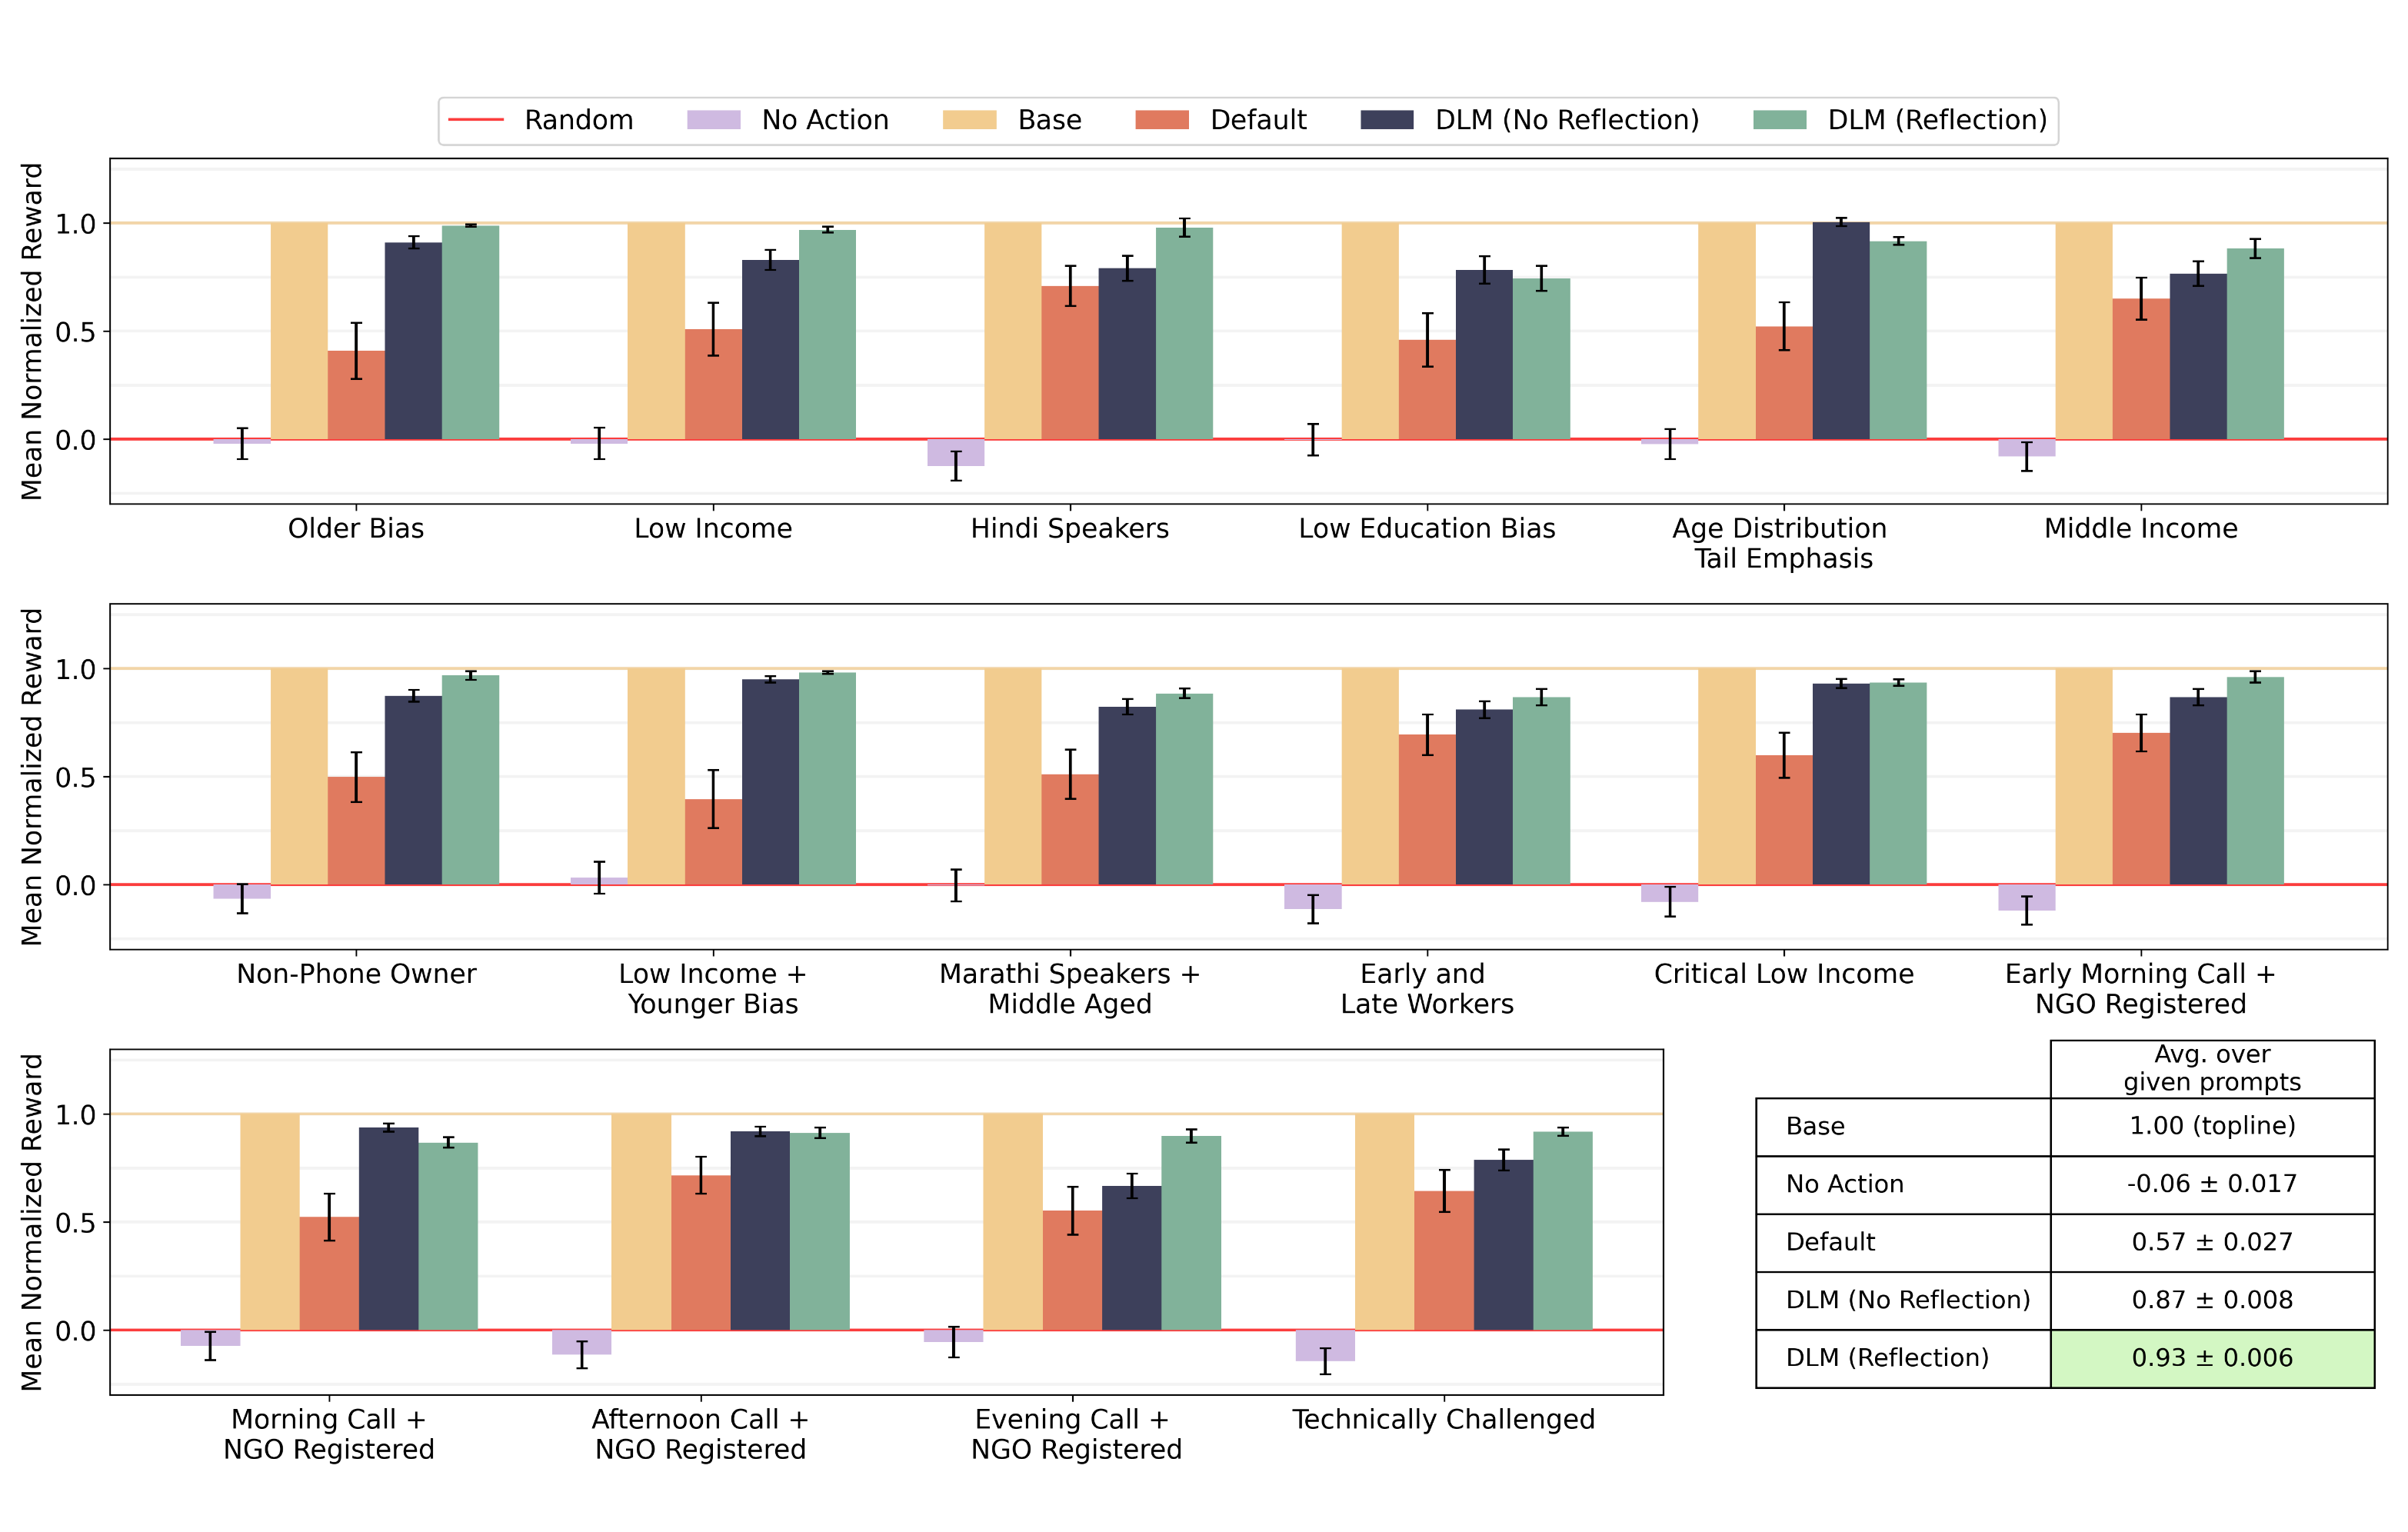 Random No Action Base Default DLM (No Reflection) DLM (Reflection)
Mean Normalized Reward
1.0
0.5
0.0
Older Bias Low Income Hindi Speakers Low Education Bias Age Distribution Middle Income
Tail Emphasis
Mean Normalized Reward
1.0
0.5
0.0
Non-Phone Owner Low Income + Marathi Speakers + Early and Critical Low Income Early Morning Call +
Younger Bias Middle Aged Late Workers NGO Registered
Mean Normalized Reward
1.0
0.5
0.0
Morning Call + Afternoon Call + Evening Call + Technically Challenged
NGO Registered NGO Registered NGO Registered
Avg. over
given prompts
Base 1.00 (topline)
No Action -0.06 ± 0.017
Default 0.57 ± 0.027
DLM (No Reflection) 0.87 ± 0.008
DLM (Reflection) 0.93 ± 0.006